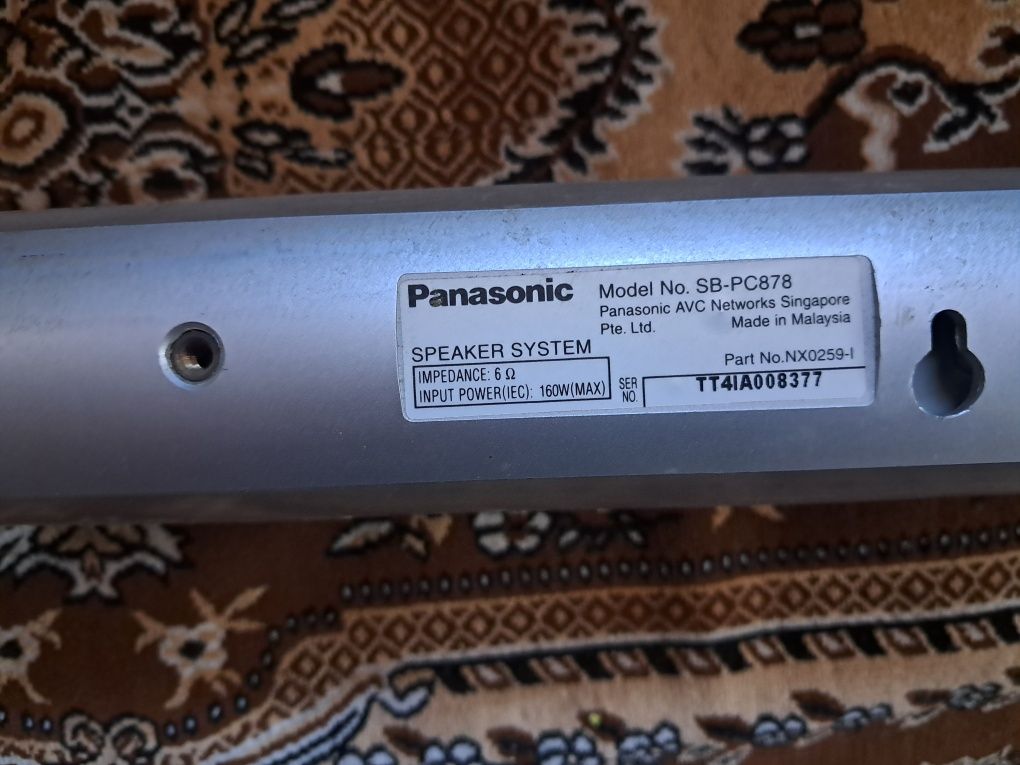 Panasonic
Model No. SB-PC878
Panasonic AVC Networks Singapore
Pte. Ltd. Made in Malaysia
SPEAKER SYSTEM
Part No.NX0259-I
IMPEDANCE: 6 Ω
INPUT POWER(IEC): 160W(MAX)
SER NO. TT4IA008377